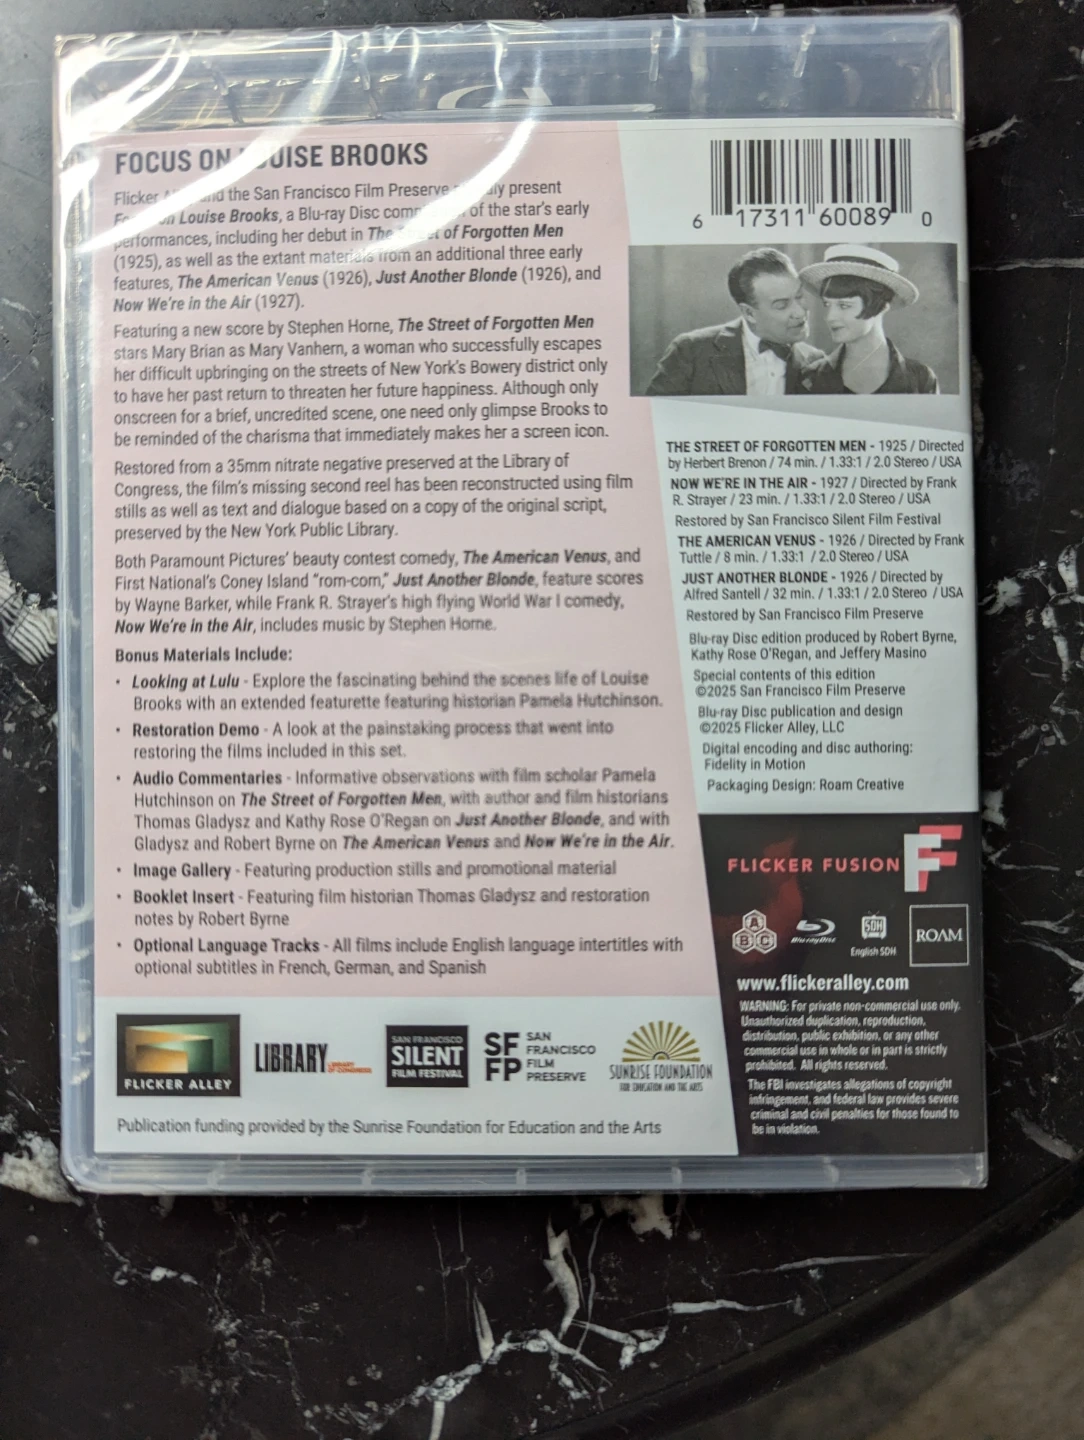 FOCUS ON LOUISE BROOKS
Flicker and the San Francisco Film Preserve present
on Louise Brooks, a Blu-ray Disc of the star's early
performances, including her debut in The of Forgotten Men
(1925), as well as the extant materials from an additional three early
features, The American Venus (1926), Just Another Blonde (1926), and
Now We're in the Air (1927).
Featuring a new score by Stephen Horne, The Street of Forgotten Men
stars Mary Brian as Mary Vanhern, a woman who successfully escapes
her difficult upbringing on the streets of New York's Bowery district only
to have her past return to threaten her future happiness. Although only
onscreen for a brief, uncredited scene, one need only glimpse Brooks to
be reminded of the charisma that immediately makes her a screen icon.
Restored from a 35mm nitrate negative preserved at the Library of
Congress, the film's missing second reel has been reconstructed using film
stills as well as text and dialogue based on a copy of the original script,
preserved by the New York Public Library.
Both Paramount Pictures' beauty contest comedy, The American Venus, and
First National's Coney Island "rom-com," Just Another Blonde, feature scores
by Wayne Barker, while Frank R. Strayer's high flying World War I comedy,
Now We're in the Air, includes music by Stephen Horne.
Bonus Materials Include:
• Looking at Lulu - Explore the fascinating behind the scenes life of Louise
Brooks with an extended featurette featuring historian Pamela Hutchinson.
• Restoration Demo - A look at the painstaking process that went into
restoring the films included in this set.
• Audio Commentaries - Informative observations with film scholar Pamela
Hutchinson on The Street of Forgotten Men, with author and film historians
Thomas Gladysz and Kathy Rose O'Regan on Just Another Blonde, and with
Gladysz and Robert Byrne on The American Venus and Now We're in the Air.
• Image Gallery - Featuring production stills and promotional material
• Booklet Insert - Featuring film historian Thomas Gladysz and restoration
notes by Robert Byrne
• Optional Language Tracks - All films include English language intertitles with
optional subtitles in French, German, and Spanish
6 17311 60089 0
THE STREET OF FORGOTTEN MEN - 1925 / Directed
by Herbert Brenon / 74 min. / 1.33:1 / 2.0 Stereo / USA
NOW WE'RE IN THE AIR - 1927 / Directed by Frank
R. Strayer / 23 min. / 1.33:1 / 2.0 Stereo / USA
Restored by San Francisco Silent Film Festival
THE AMERICAN VENUS - 1926 / Directed by Frank
Tuttle / 8 min. / 1.33:1 / 2.0 Stereo / USA
JUST ANOTHER BLONDE - 1926 / Directed by
Alfred Santell / 32 min. / 1.33:1 / 2.0 Stereo / USA
Restored by San Francisco Film Preserve
Blu-ray Disc edition produced by Robert Byrne,
Kathy Rose O'Regan, and Jeffery Masino
Special contents of this edition
©2025 San Francisco Film Preserve
Blu-ray Disc publication and design
©2025 Flicker Alley, LLC
Digital encoding and disc authoring:
Fidelity in Motion
Packaging Design: Roam Creative
FLICKER FUSION
A
B C
Blu-ray Disc
SDH
English SDH
ROAM
www.flickeralley.com
WARNING: For private non-commercial use only.
Unauthorized duplication, reproduction,
distribution, public exhibition, or any other
commercial use in whole or in part is strictly
prohibited. All rights reserved.
The FBI investigates allegations of copyright
infringement, and federal law provides severe
criminal and civil penalties for those found to
be in violation.
FLICKER ALLEY
LIBRARY
LIBRARY OF CONGRESS
SAN FRANCISCO
SILENT
FILM FESTIVAL
SF
FP
SAN
FRANCISCO
FILM
PRESERVE
SUNRISE FOUNDATION
FOR EDUCATION AND THE ARTS
Publication funding provided by the Sunrise Foundation for Education and the Arts